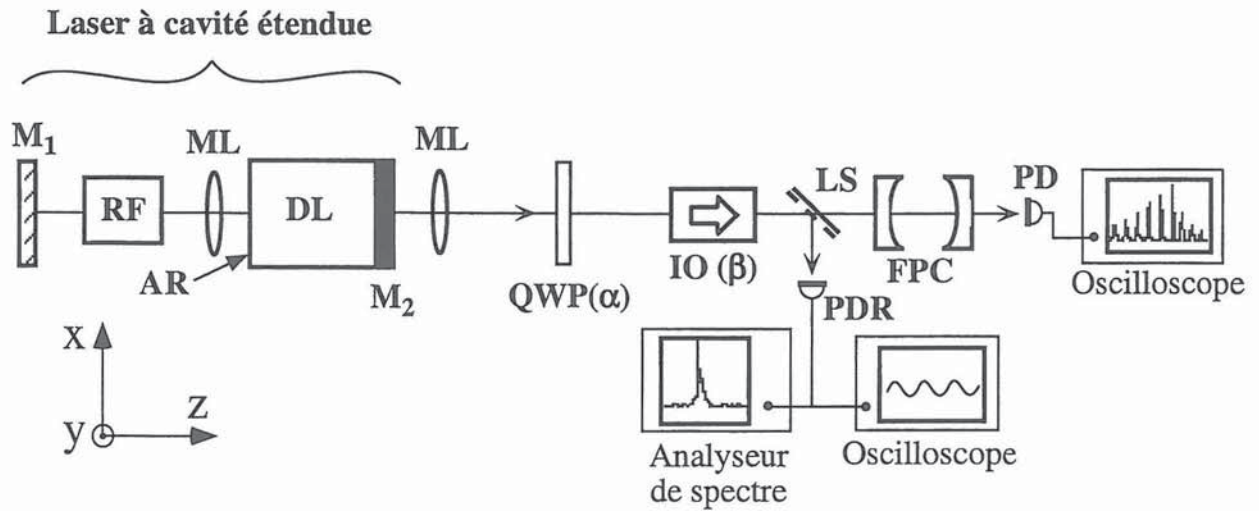 Laser à cavité étendue
M1
RF
ML
DL
ML
AR
M2
QWP(α)
IO (β)
LS
FPC
PD
Oscilloscope
PDR
x
y
z
Analyseur
de spectre
Oscilloscope